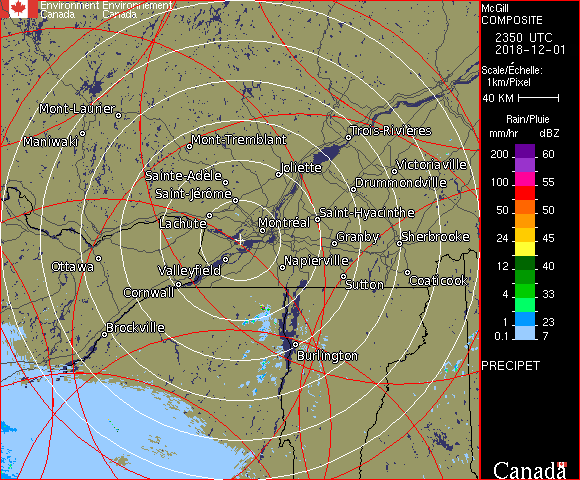 Environment Environnement
Canada Canada
McGill
COMPOSITE
2350 UTC
2018-12-01
Scale/Échelle:
1km/Pixel
40 KM
Rain/Pluie
mm/hr dBZ
200 60
100 55
50 50
24 45
12 40
4 33
1 23
0.1 7
PRECIPET
Canada
Mont-Laurier
Maniwaki
Mont-Tremblant
Trois-Rivières
Joliette
Victoriaville
Sainte-Adèle
Drummondville
Saint-Jérôme
Lachute
Montréal
Saint-Hyacinthe
Granby
Sherbrooke
Ottawa
Valleyfield
Napierville
Cornwall
Sutton
Coaticook
Brockville
Burlington